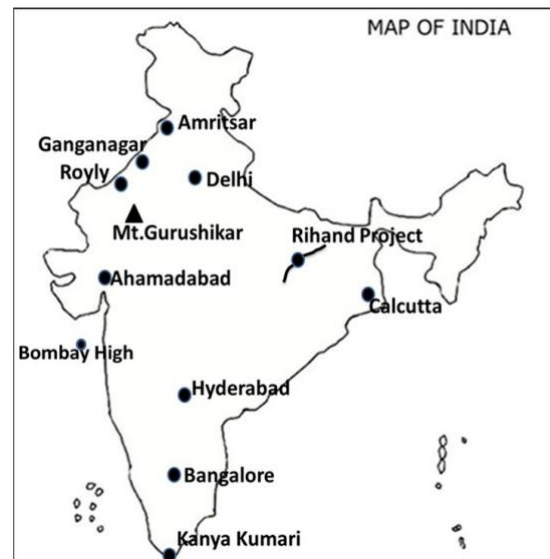 MAP OF INDIA
Amritsar
Ganganagar
Royly
Delhi
Mt.Gurushikar
Rihand Project
Ahamadabad
Calcutta
Bombay High
Hyderabad
Bangalore
Kanya Kumari